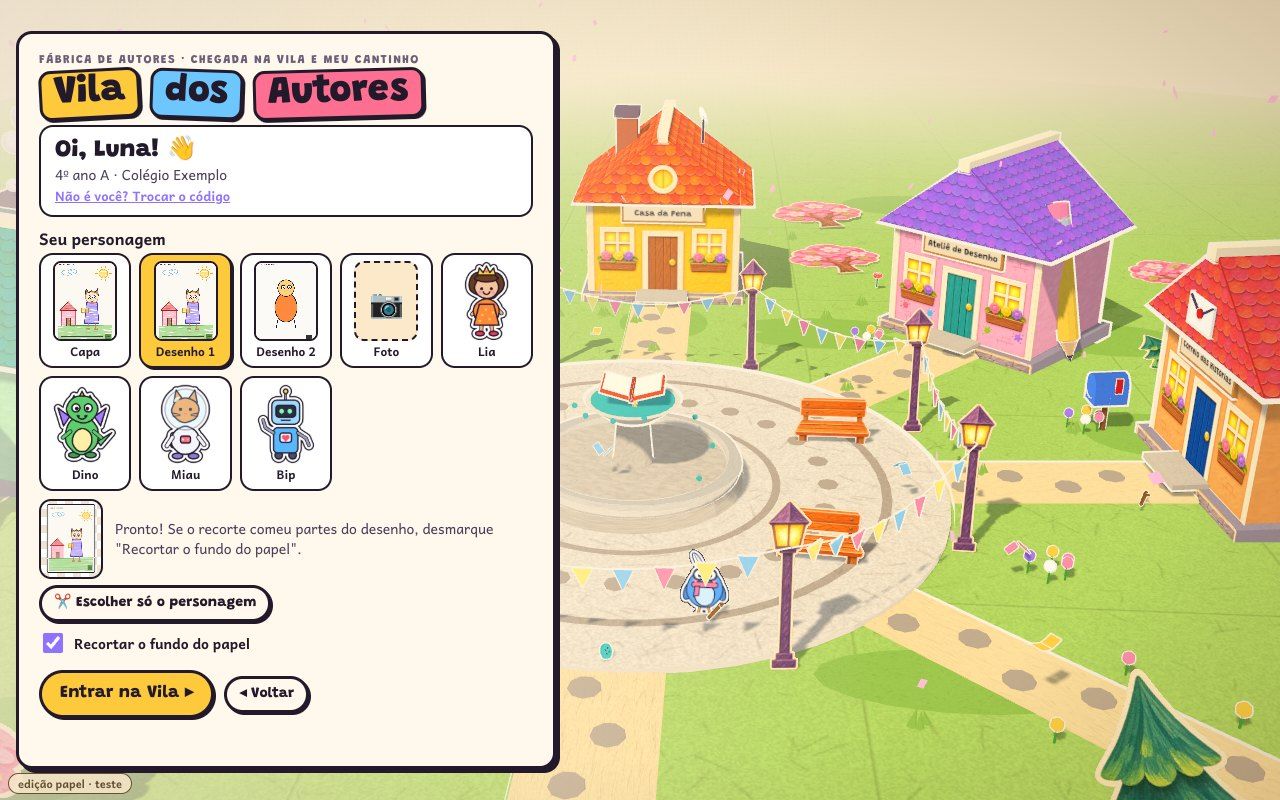 FÁBRICA DE AUTORES · CHEGADA NA VILA E MEU CANTINHO
Vila dos Autores
Oi, Luna! 👋
4º ano A · Colégio Exemplo
Não é você? Trocar o código
Seu personagem
Capa
Desenho 1
Desenho 2
Foto
Lia
Dino
Miau
Bip
Pronto! Se o recorte comeu partes do desenho, desmarque
"Recortar o fundo do papel".
✂️ Escolher só o personagem
Recortar o fundo do papel
Entrar na Vila ▸
◂ Voltar
edição papel · teste
Casa da Pena
Ateliê de Desenho
Correio das Histórias